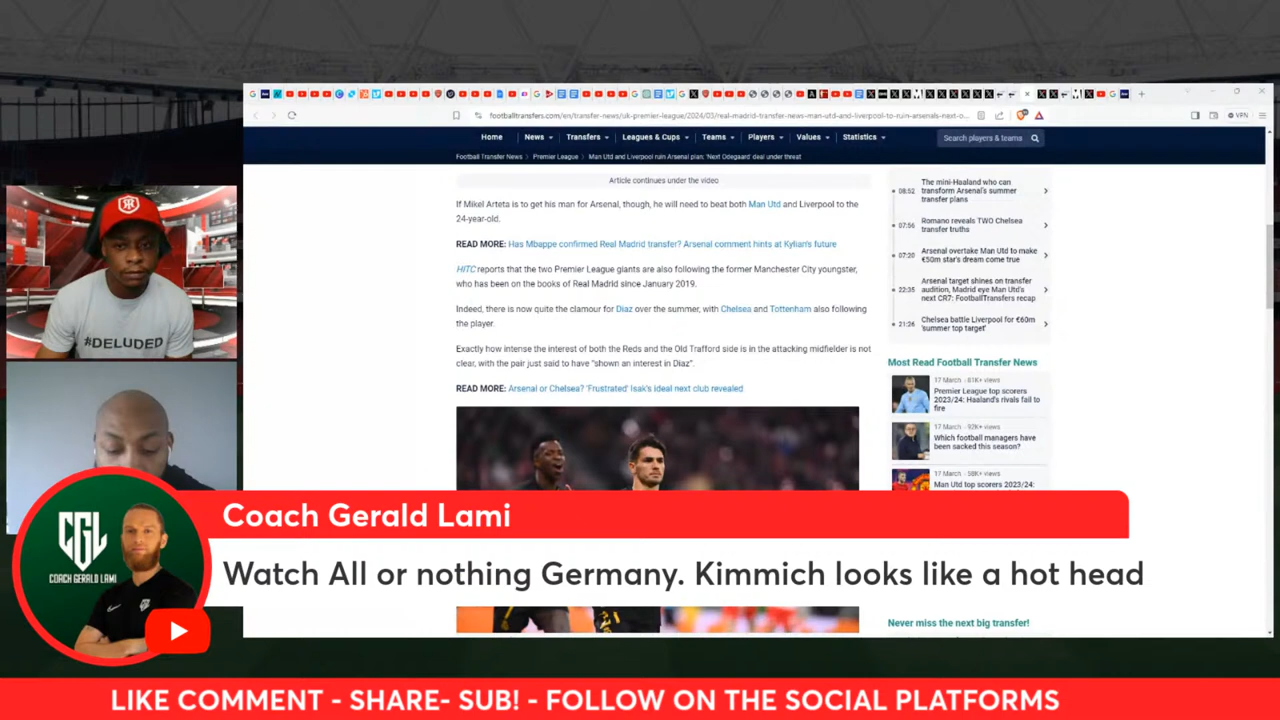 footballtransfers.com/en/transfer-news/uk-premier-league/2024/03/real-madrid-transfer-news-man-utd-and-liverpool-to-ruin-arsenals-next-o...
VPN
Home News Transfers Leagues & Cups Teams Players Values Statistics Search players & teams
Football Transfer News Premier League Man Utd and Liverpool ruin Arsenal plan: 'Next Odegaard' deal under threat
Article continues under the video
If Mikel Arteta is to get his man for Arsenal, though, he will need to beat both Man Utd and Liverpool to the
24-year-old.
READ MORE: Has Mbappe confirmed Real Madrid transfer? Arsenal comment hints at Kylian's future
HITC reports that the two Premier League giants are also following the former Manchester City youngster,
who has been on the books of Real Madrid since January 2019.
Indeed, there is now quite the clamour for Diaz over the summer, with Chelsea and Tottenham also following
the player.
Exactly how intense the interest of both the Reds and the Old Trafford side is in the attacking midfielder is not
clear, with the pair just said to have "shown an interest in Diaz".
READ MORE: Arsenal or Chelsea? 'Frustrated' Isak's ideal next club revealed
08:52 The mini-Haaland who can
transform Arsenal's summer
transfer plans
07:56 Romano reveals TWO Chelsea
transfer truths
07:20 Arsenal overtake Man Utd to make
€50m star's dream come true
22:35 Arsenal target shines on transfer
audition, Madrid eye Man Utd's
next CR7: FootballTransfers recap
21:26 Chelsea battle Liverpool for €60m
'summer top target'
Most Read Football Transfer News
17 March - 61K+ views
Premier League top scorers
2023/24: Haaland's rivals fail to
fire
17 March - 92K+ views
Which football managers have
been sacked this season?
17 March - 58K+ views
Man Utd top scorers 2023/24:
Never miss the next big transfer!
#DELUDED
CGL
COACH GERALD LAMI
Coach Gerald Lami
Watch All or nothing Germany. Kimmich looks like a hot head
21
LIKE COMMENT - SHARE- SUB! - FOLLOW ON THE SOCIAL PLATFORMS